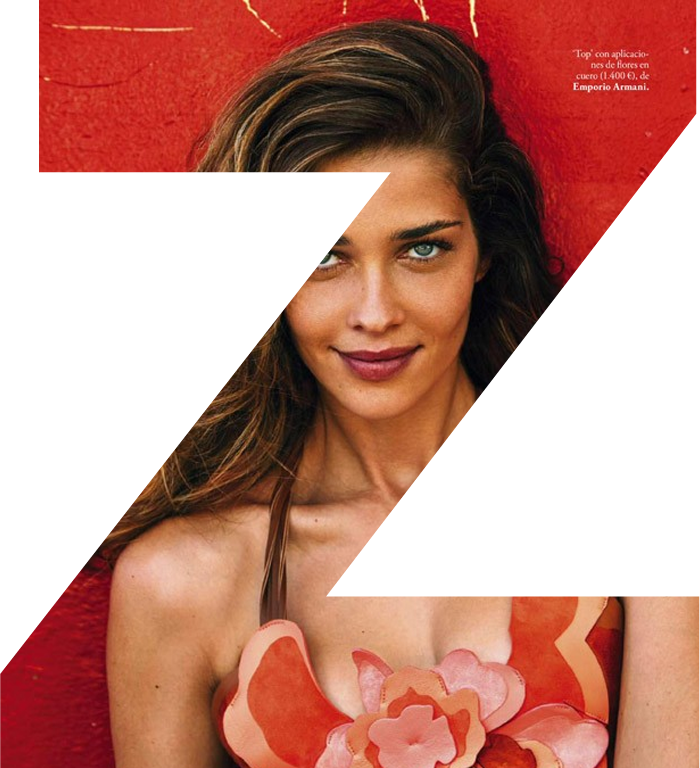 ‘Top’ con aplicacio-
nes de flores en
cuero (1.400 €), de
Emporio Armani.